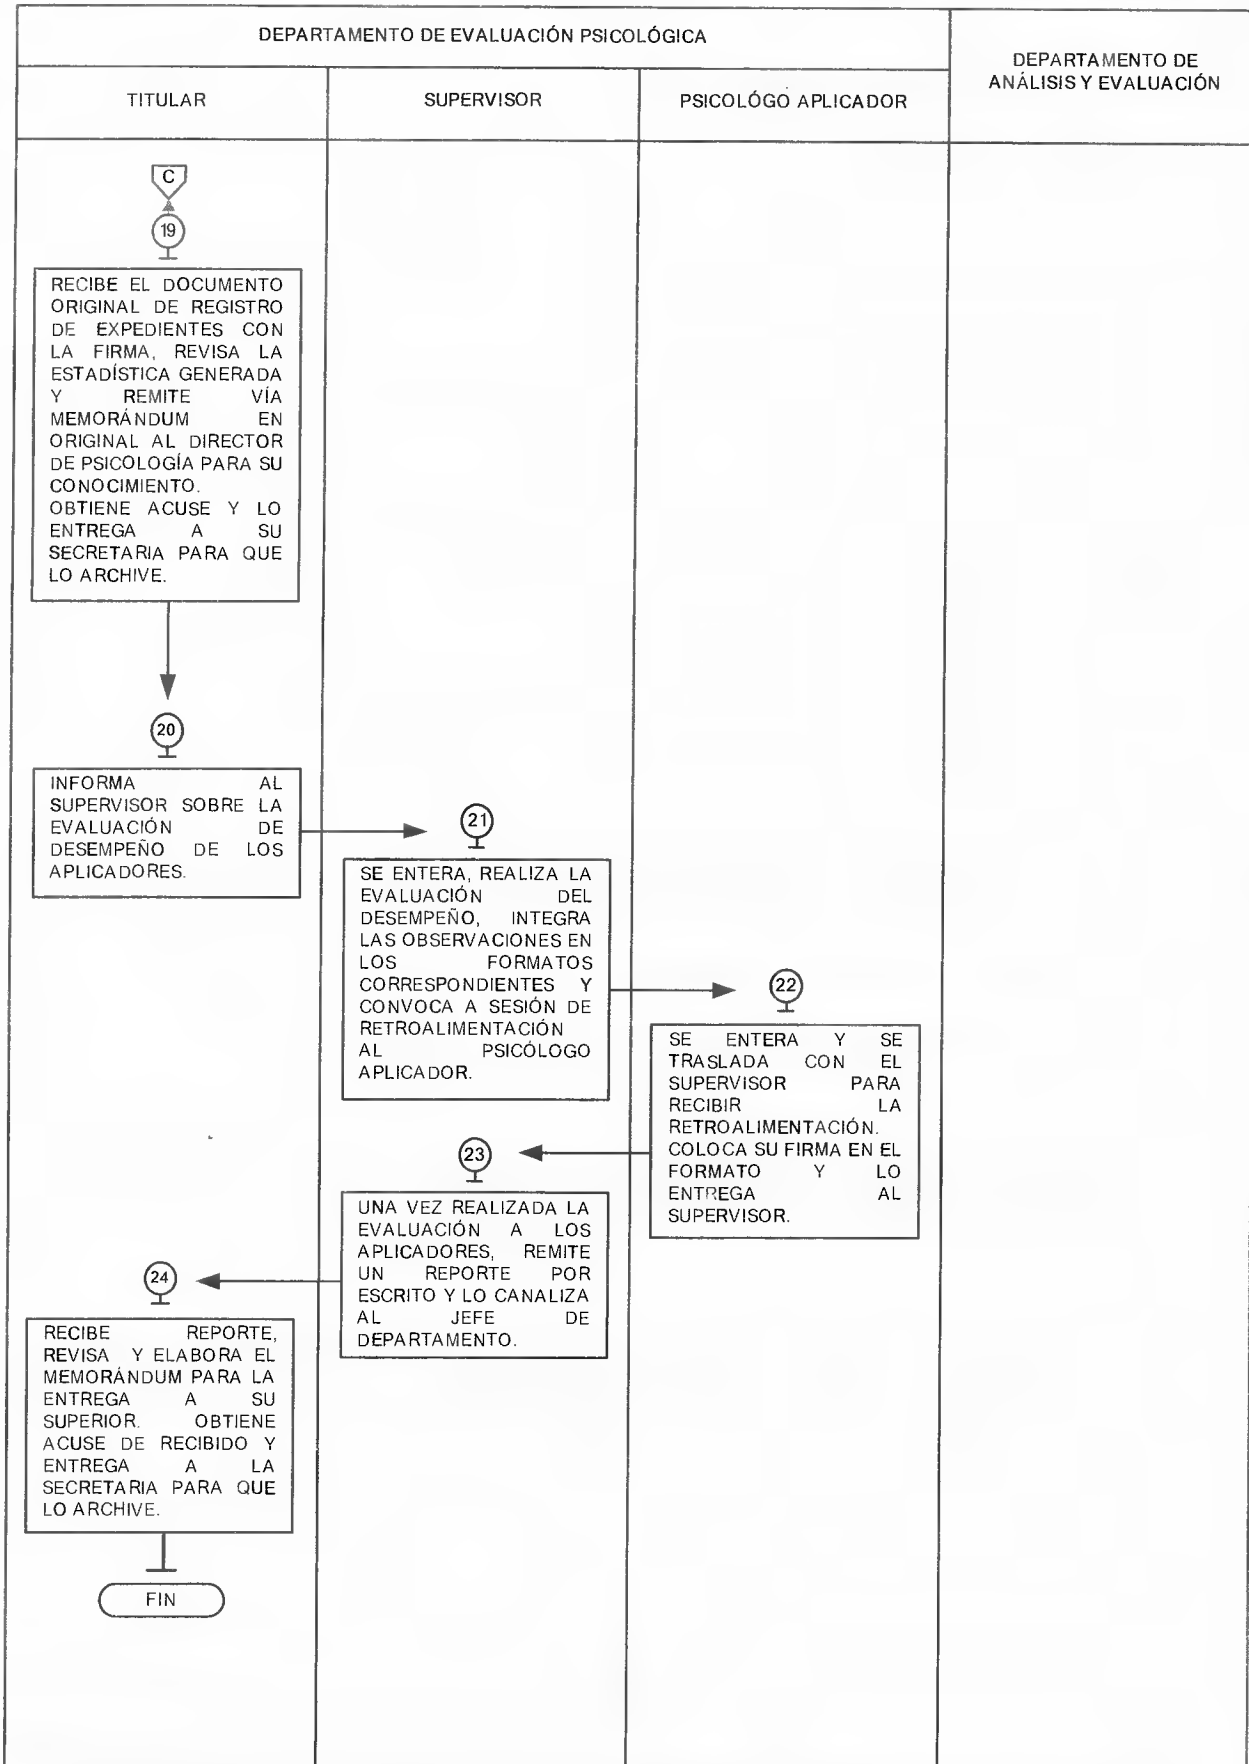 DEPARTAMENTO DE EVALUACIÓN PSICOLÓGICA
DEPARTAMENTO DE
ANÁLISIS Y EVALUACIÓN
TITULAR
SUPERVISOR
PSICOLÓGO APLICADOR
C
19
RECIBE EL DOCUMENTO
ORIGINAL DE REGISTRO
DE EXPEDIENTES CON
LA FIRMA, REVISA LA
ESTADÍSTICA GENERADA
Y REMITE VÍA
MEMORÁNDUM EN
ORIGINAL AL DIRECTOR
DE PSICOLOGÍA PARA SU
CONOCIMIENTO.
OBTIENE ACUSE Y LO
ENTREGA A SU
SECRETARIA PARA QUE
LO ARCHIVE.
20
INFORMA AL
SUPERVISOR SOBRE LA
EVALUACIÓN DE
DESEMPEÑO DE LOS
APLICADORES.
21
SE ENTERA, REALIZA LA
EVALUACIÓN DEL
DESEMPEÑO, INTEGRA
LAS OBSERVACIONES EN
LOS FORMATOS
CORRESPONDIENTES Y
CONVOCA A SESIÓN DE
RETROALIMENTACIÓN
AL PSICÓLOGO
APLICADOR.
22
SE ENTERA Y SE
TRASLADA CON EL
SUPERVISOR PARA
RECIBIR LA
RETROALIMENTACIÓN.
COLOCA SU FIRMA EN EL
FORMATO Y LO
ENTREGA AL
SUPERVISOR.
23
UNA VEZ REALIZADA LA
EVALUACIÓN A LOS
APLICADORES, REMITE
UN REPORTE POR
ESCRITO Y LO CANALIZA
AL JEFE DE
DEPARTAMENTO.
24
RECIBE REPORTE,
REVISA Y ELABORA EL
MEMORÁNDUM PARA LA
ENTREGA A SU
SUPERIOR. OBTIENE
ACUSE DE RECIBIDO Y
ENTREGA A LA
SECRETARIA PARA QUE
LO ARCHIVE.
FIN